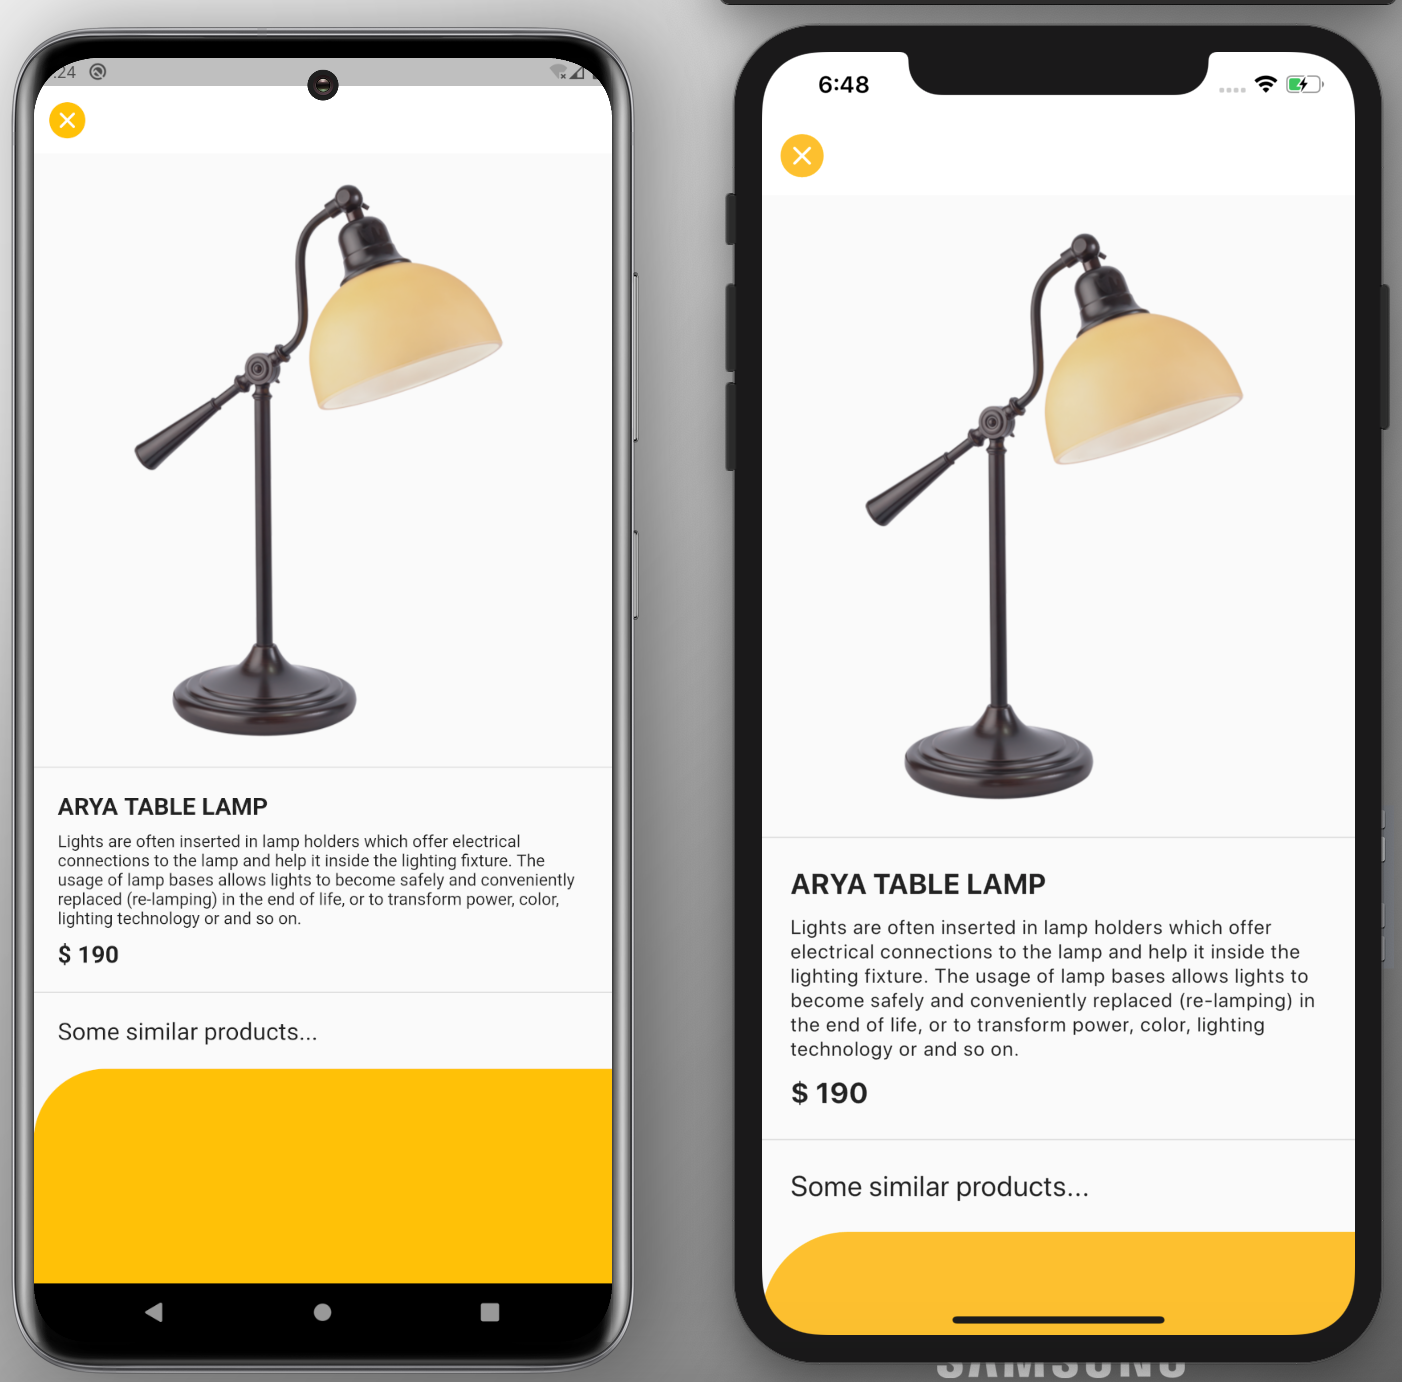 :24
ARYA TABLE LAMP
Lights are often inserted in lamp holders which offer electrical
connections to the lamp and help it inside the lighting fixture. The
usage of lamp bases allows lights to become safely and conveniently
replaced (re-lamping) in the end of life, or to transform power, color,
lighting technology or and so on.
$ 190
Some similar products...
6:48
ARYA TABLE LAMP
Lights are often inserted in lamp holders which offer
electrical connections to the lamp and help it inside the
lighting fixture. The usage of lamp bases allows lights to
become safely and conveniently replaced (re-lamping) in
the end of life, or to transform power, color, lighting
technology or and so on.
$ 190
Some similar products...
SAMSUNG